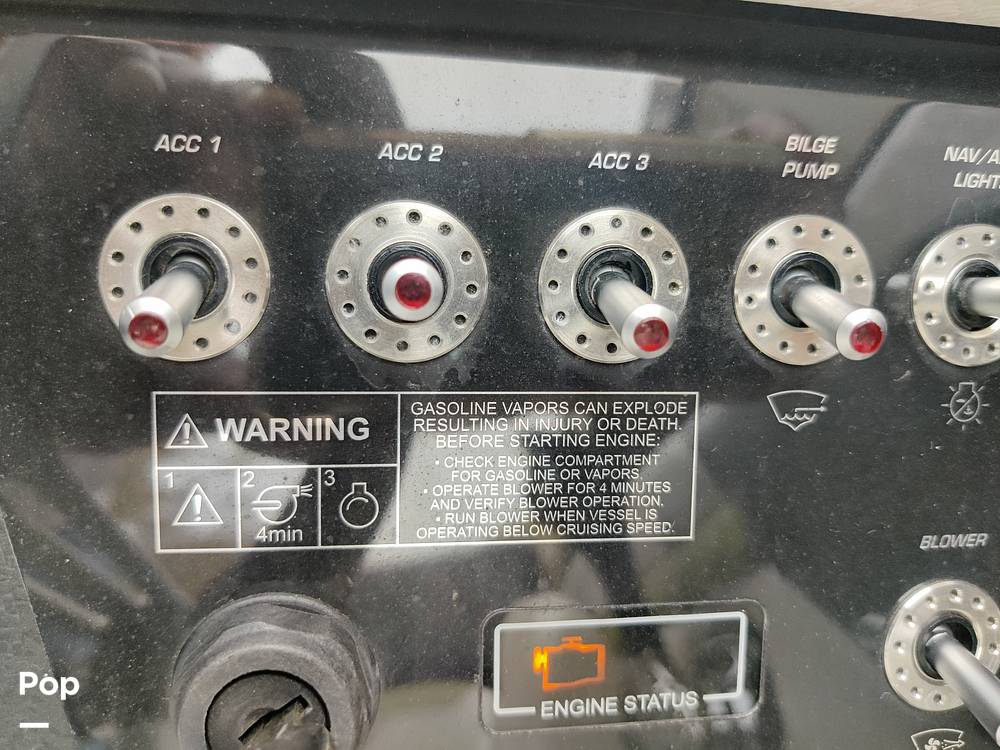 ACC 1
ACC 2
ACC 3
BILGE
PUMP
NAV/A
LIGHT
WARNING
1
2
3
4min
GASOLINE VAPORS CAN EXPLODE
RESULTING IN INJURY OR DEATH.
BEFORE STARTING ENGINE:
• CHECK ENGINE COMPARTMENT
FOR GASOLINE OR VAPORS.
• OPERATE BLOWER FOR 4 MINUTES
AND VERIFY BLOWER OPERATION.
• RUN BLOWER WHEN VESSEL IS
OPERATING BELOW CRUISING SPEED.
BLOWER
ENGINE STATUS
Pop